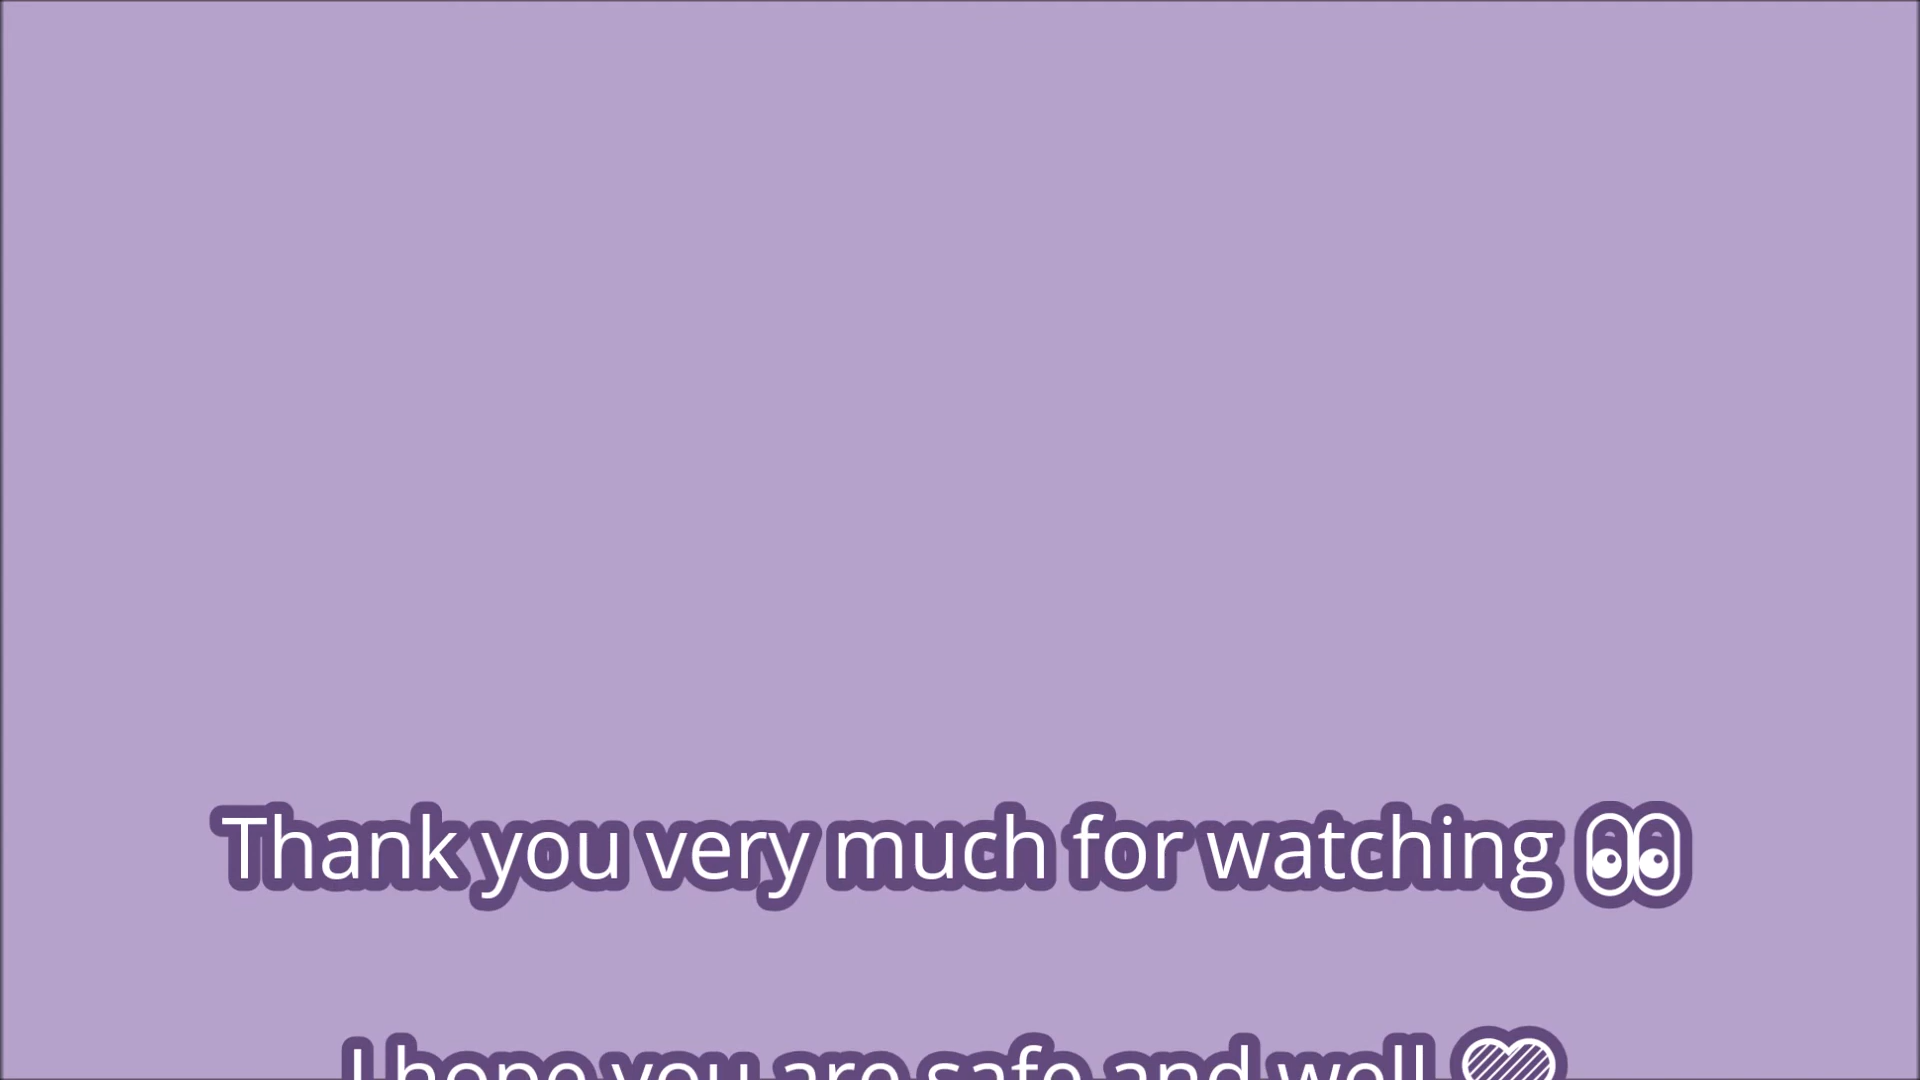 Thank you very much for watching 👀
I hope you are safe and well 💜